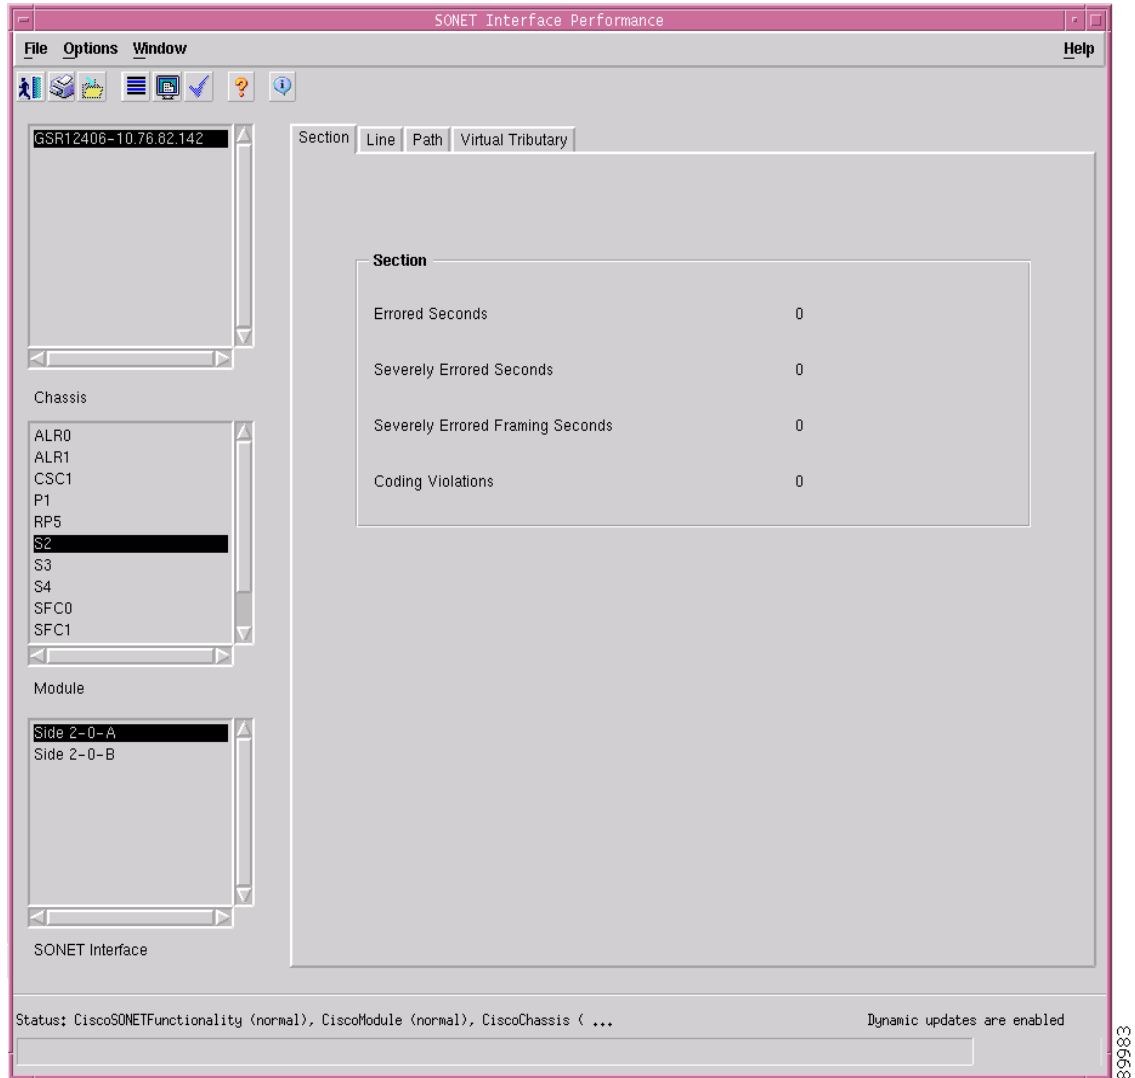 SONET Interface Performance
File Options Window Help
GSR12406-10.76.82.142
Chassis
ALR0
ALR1
CSC1
P1
RP5
S2
S3
S4
SFC0
SFC1
Module
Side 2-0-A
Side 2-0-B
SONET Interface
Section Line Path Virtual Tributary
Section
Errored Seconds 0
Severely Errored Seconds 0
Severely Errored Framing Seconds 0
Coding Violations 0
Status: CiscoSONETFunctionality (normal), CiscoModule (normal), CiscoChassis ( ...
Dynamic updates are enabled
89983